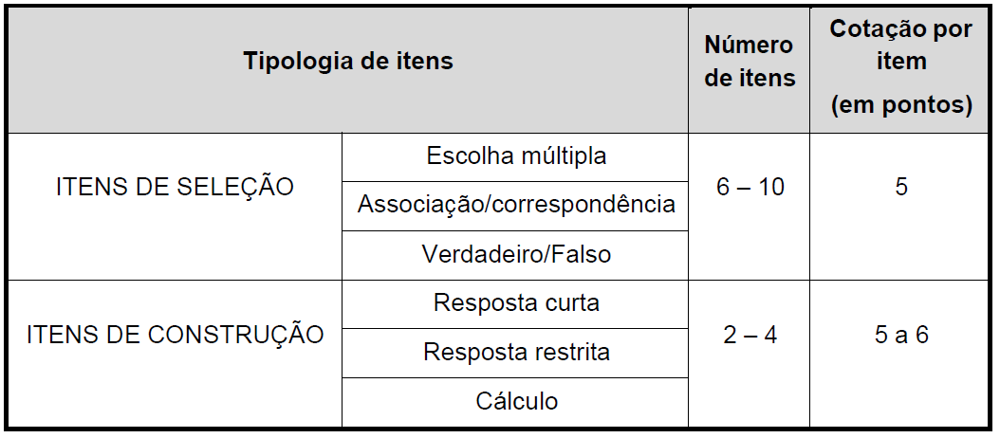 Tipologia de itens
Número
de itens
Cotação por
item
(em pontos)
ITENS DE SELEÇÃO
Escolha múltipla
Associação/correspondência
Verdadeiro/Falso
6 – 10
5
ITENS DE CONSTRUÇÃO
Resposta curta
Resposta restrita
Cálculo
2 – 4
5 a 6